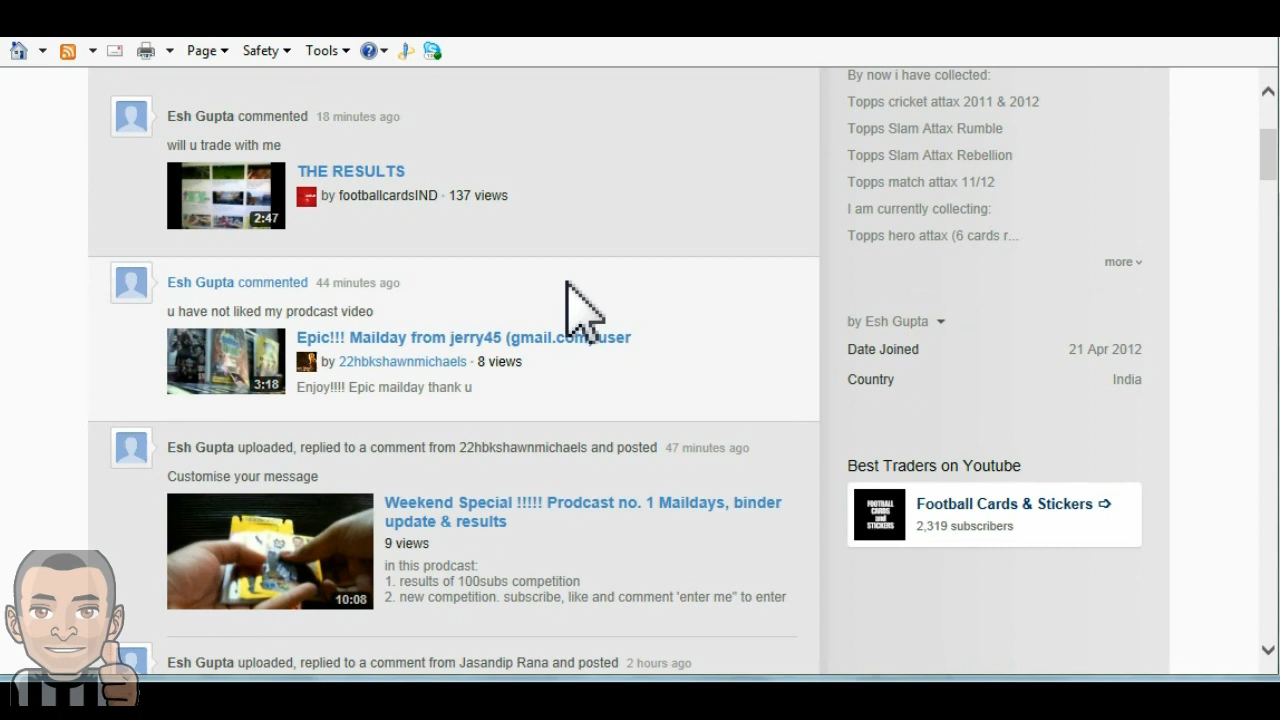 Page Safety Tools
Esh Gupta commented 18 minutes ago
will u trade with me
2:47
THE RESULTS
by footballcardsIND · 137 views
Esh Gupta commented 44 minutes ago
u have not liked my prodcast video
3:18
Epic!!! Mailday from jerry45 (gmail.com user
by 22hbkshawnmichaels · 8 views
Enjoy!!!! Epic mailday thank u
Esh Gupta uploaded, replied to a comment from 22hbkshawnmichaels and posted 47 minutes ago
Customise your message
10:08
Weekend Special !!!!! Prodcast no. 1 Maildays, binder
update & results
9 views
in this prodcast:
1. results of 100subs competition
2. new competition. subscribe, like and comment 'enter me" to enter
Esh Gupta uploaded, replied to a comment from Jasandip Rana and posted 2 hours ago
By now i have collected:
Topps cricket attax 2011 & 2012
Topps Slam Attax Rumble
Topps Slam Attax Rebellion
Topps match attax 11/12
I am currently collecting:
Topps hero attax (6 cards r...
more
by Esh Gupta
Date Joined 21 Apr 2012
Country India
Best Traders on Youtube
FOOTBALL
CARDS
and
STICKERS
Football Cards & Stickers ⇨
2,319 subscribers